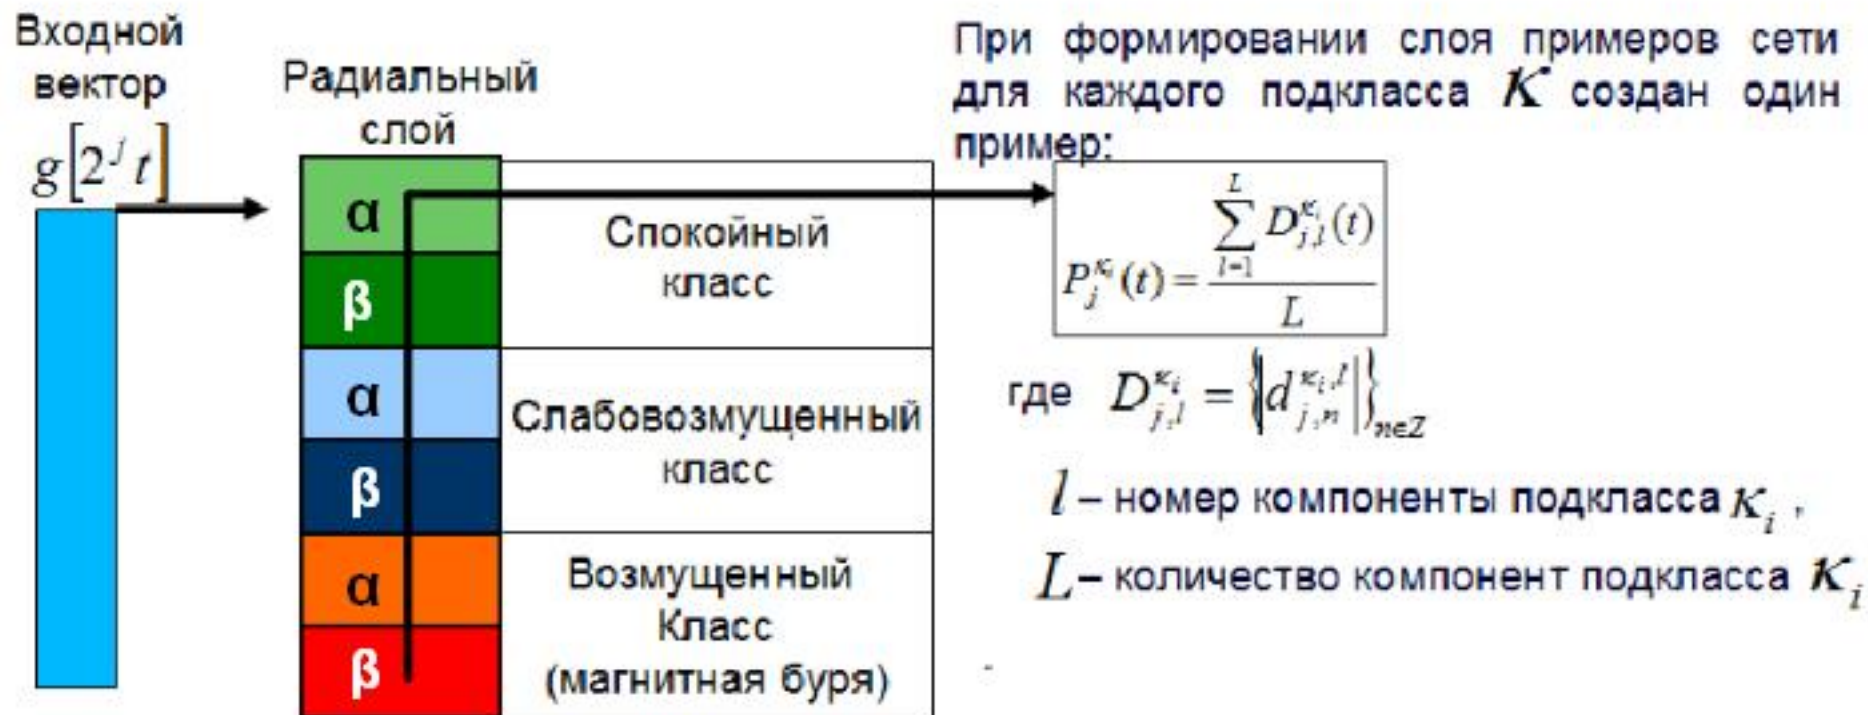 Входной
вектор
g[2^j t]
Радиальный
слой
α
β
α
β
α
β
Спокойный
класс
Слабовозмущенный
класс
Возмущенный
Класс
(магнитная буря)
При формировании слоя примеров сети
для каждого подкласса K создан один
пример:
P_j^{κ_i}(t) = \frac{\sum_{l=1}^{L} D_{j,l}^{κ_i}(t)}{L}
где D_{j,l}^{κ_i} = {|d_{j,n}^{κ_i,l}|}_{n∈Z}
l – номер компоненты подкласса κ_i ,
L – количество компонент подкласса κ_i